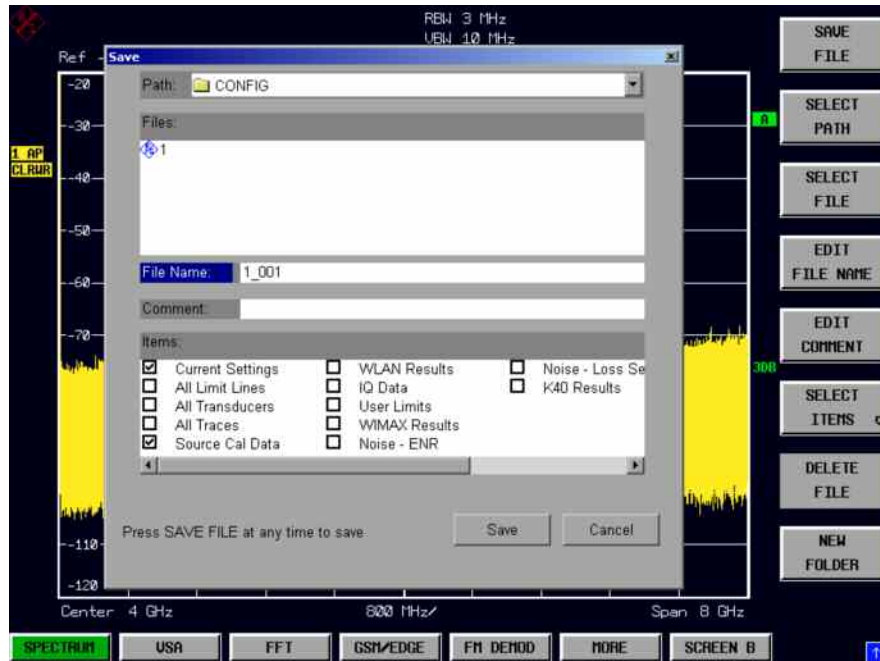 RBW 3 MHz
VBW 10 MHz
Ref -
Save
Path: CONFIG
Files:
1
File Name: 1_001
Comment:
Items:
Current Settings
All Limit Lines
All Transducers
All Traces
Source Cal Data
WLAN Results
IQ Data
User Limits
WIMAX Results
Noise - ENR
Noise - Loss Se
K40 Results
Press SAVE FILE at any time to save
Save
Cancel
1 AP
CLRWR
-20
-30
-40
-50
-60
-70
-110
-120
A
3DB
Center 4 GHz
800 MHz/
Span 8 GHz
SAVE
FILE
SELECT
PATH
SELECT
FILE
EDIT
FILE NAME
EDIT
COMMENT
SELECT
ITEMS
DELETE
FILE
NEW
FOLDER
SPECTRUM
VSA
FFT
GSM/EDGE
FM DEMOD
MORE
SCREEN B